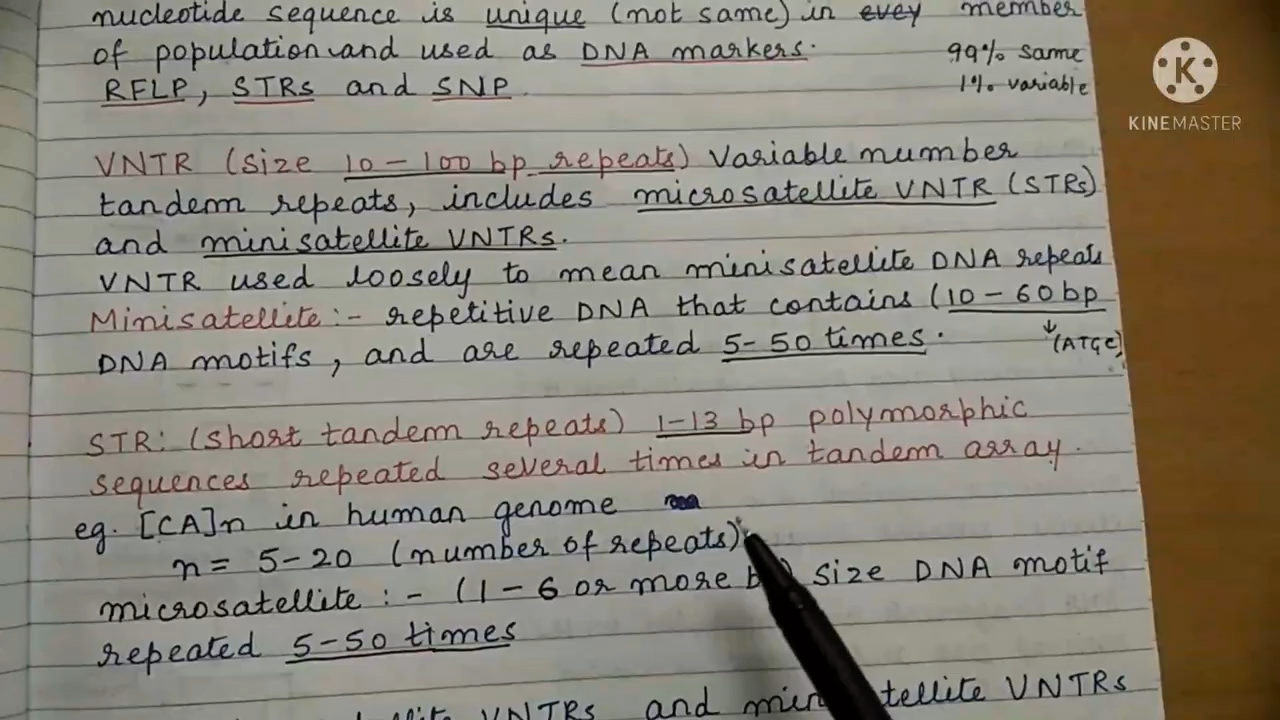 nucleotide sequence is unique (not same) in evey member
of population and used as DNA markers.
99% same
RFLP, STRs and SNP
1% variable
K
KINEMASTER
VNTR (size 10-100 bp repeats) Variable number
tandem repeats, includes microsatellite VNTR (STRs)
and minisatellite VNTRs.
VNTR used loosely to mean minisatellite DNA repeats
Minisatellite:- repetitive DNA that contains (10-60 bp
DNA motifs, and are repeated 5-50 times.
(ATGC)
STR: (short tandem repeats) 1-13 bp polymorphic
sequences repeated several times in tandem array.
eg. [CA]n in human genome
n = 5-20 (number of repeats)
microsatellite:- (1-6 or more size DNA motif
repeated 5-50 times
VNTRs and VNTRs